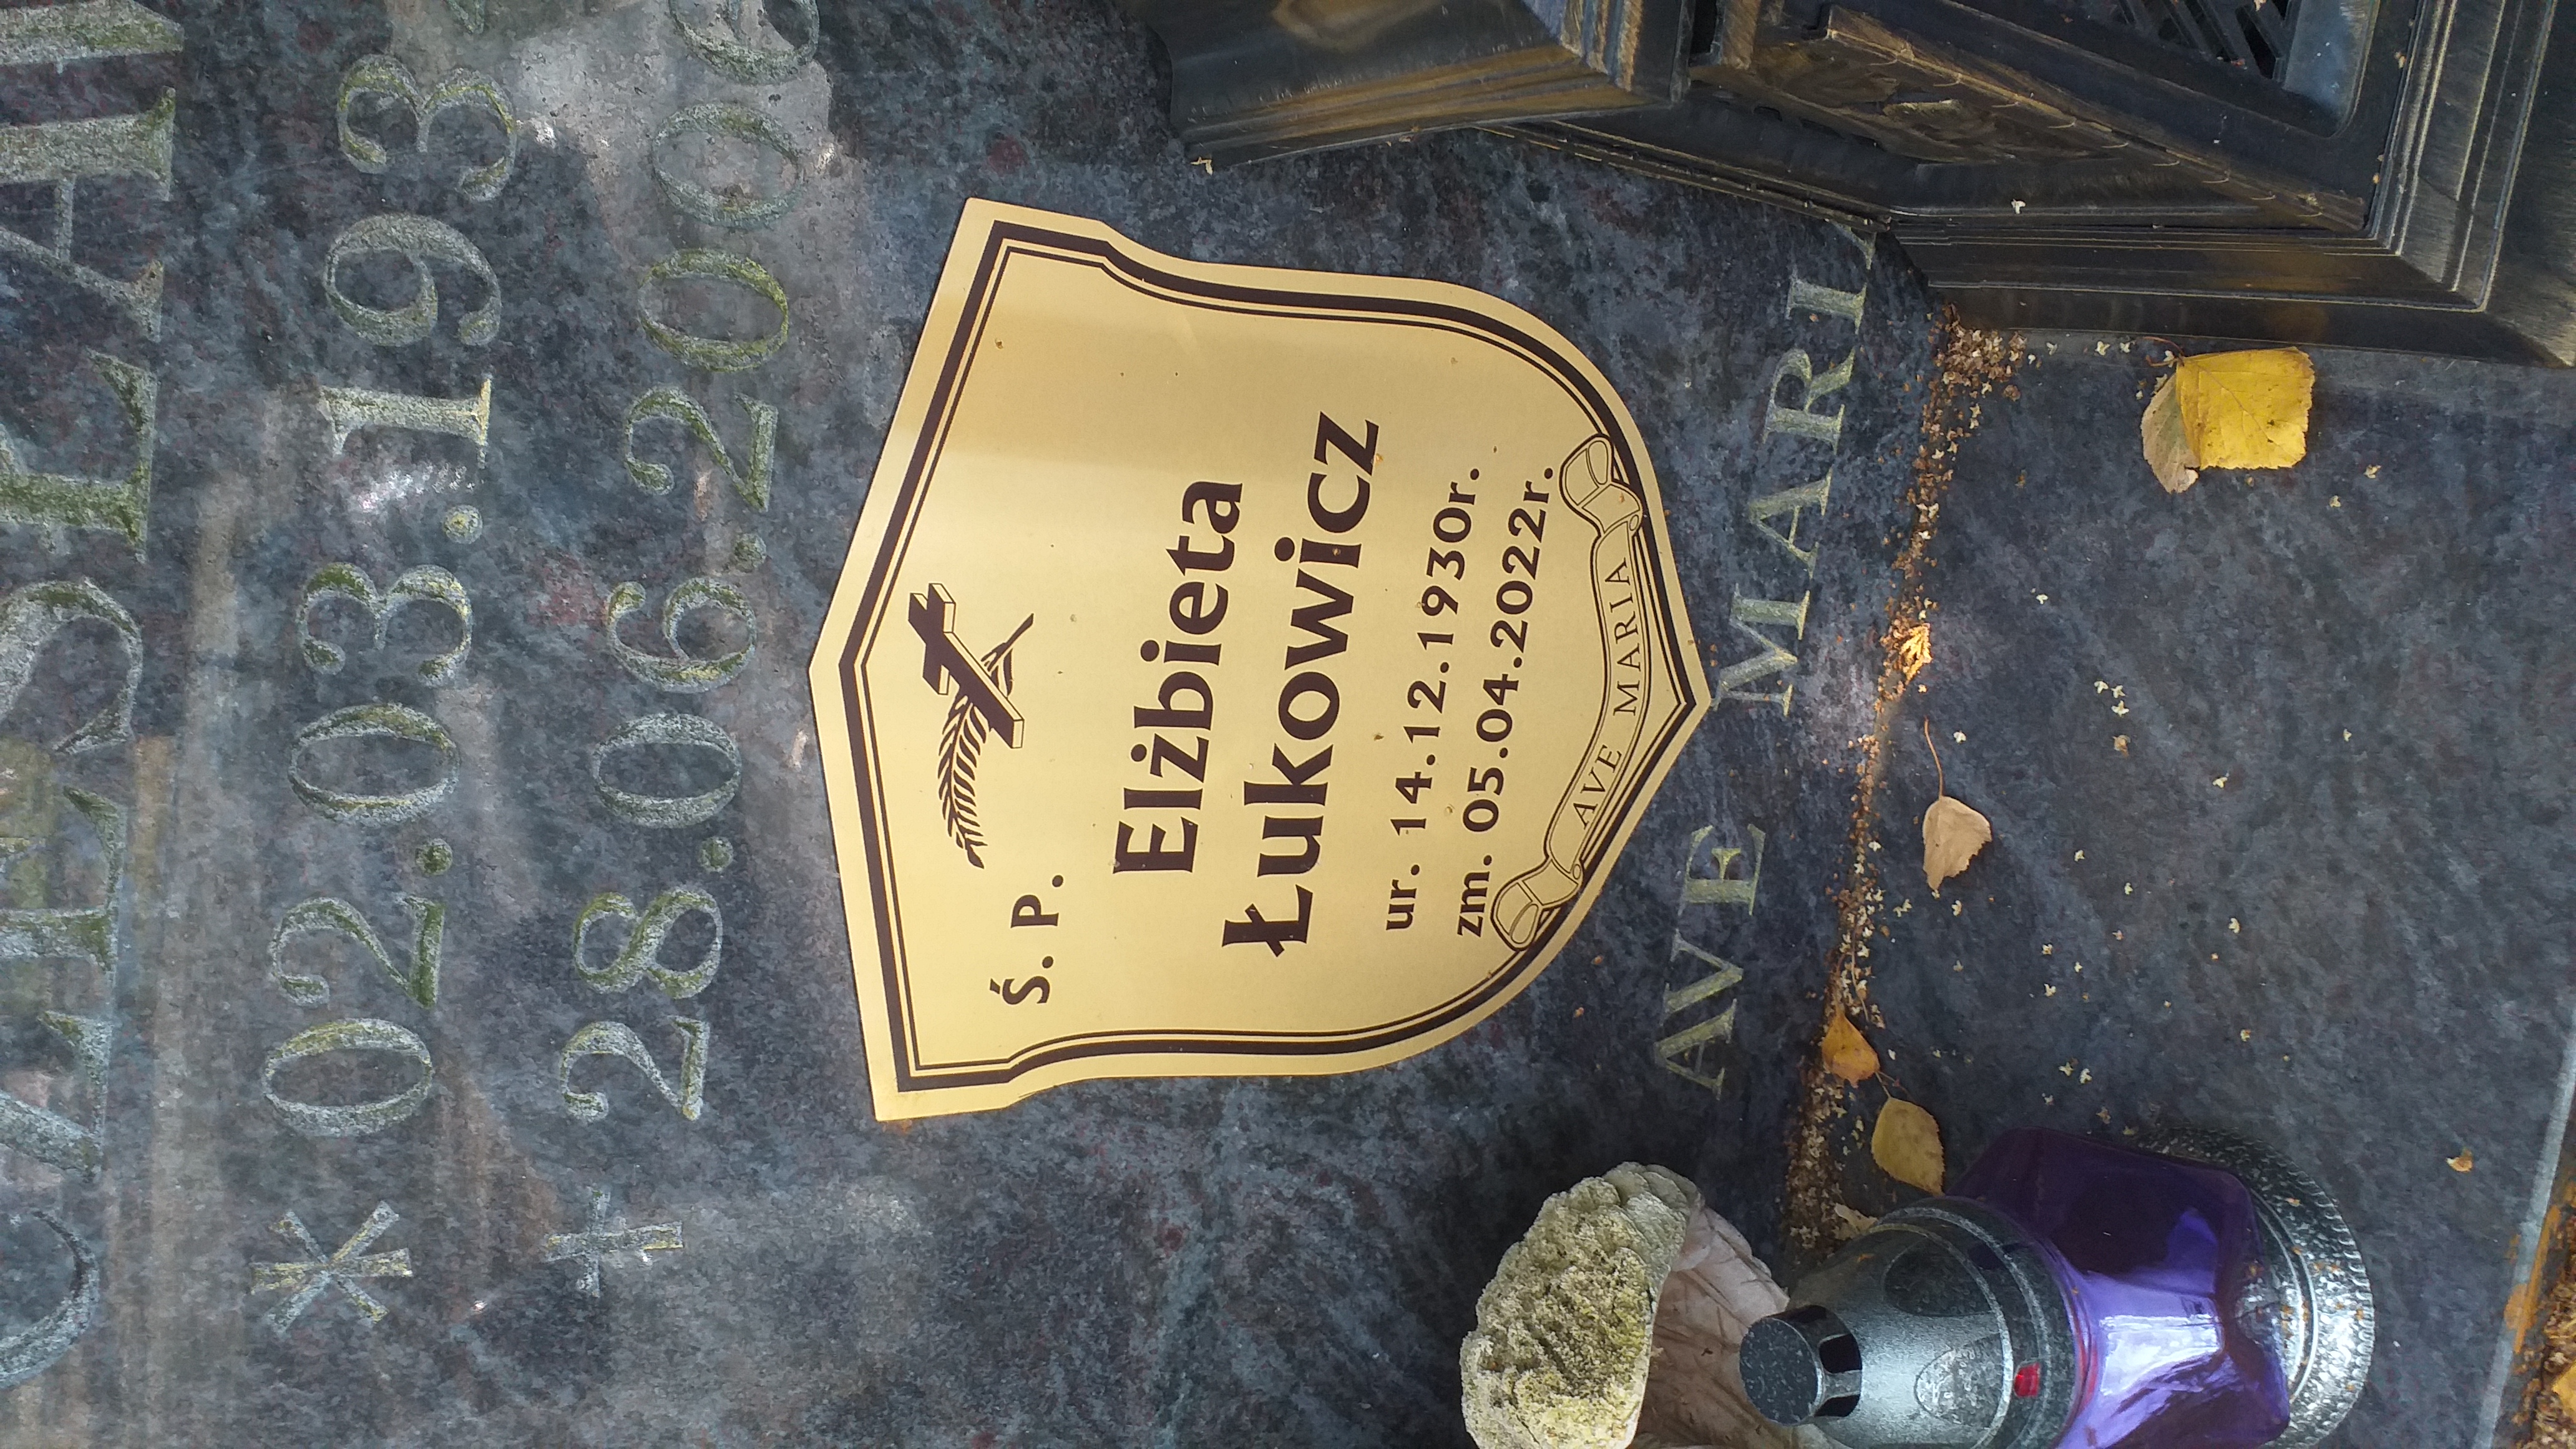 * 02.03.193
+ 28.06.200
Ś. P.
Elżbieta
Łukowicz
ur. 14.12.1930r.
zm. 05.04.2022r.
AVE MARIA
AVE MARI